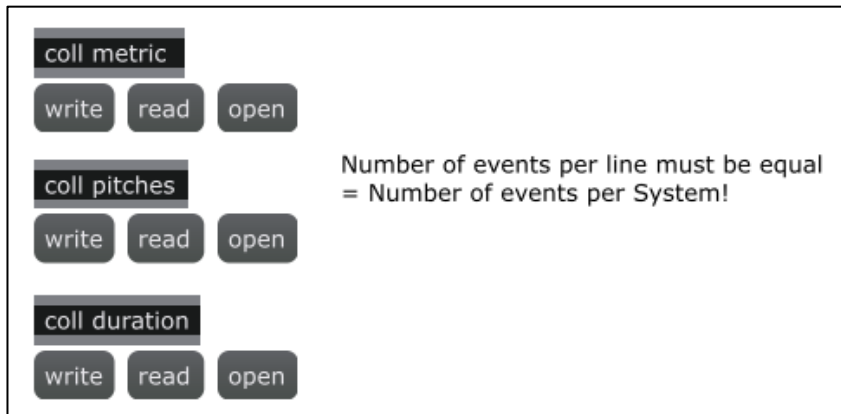 coll metric
write read open
coll pitches
write read open
Number of events per line must be equal
= Number of events per System!
coll duration
write read open